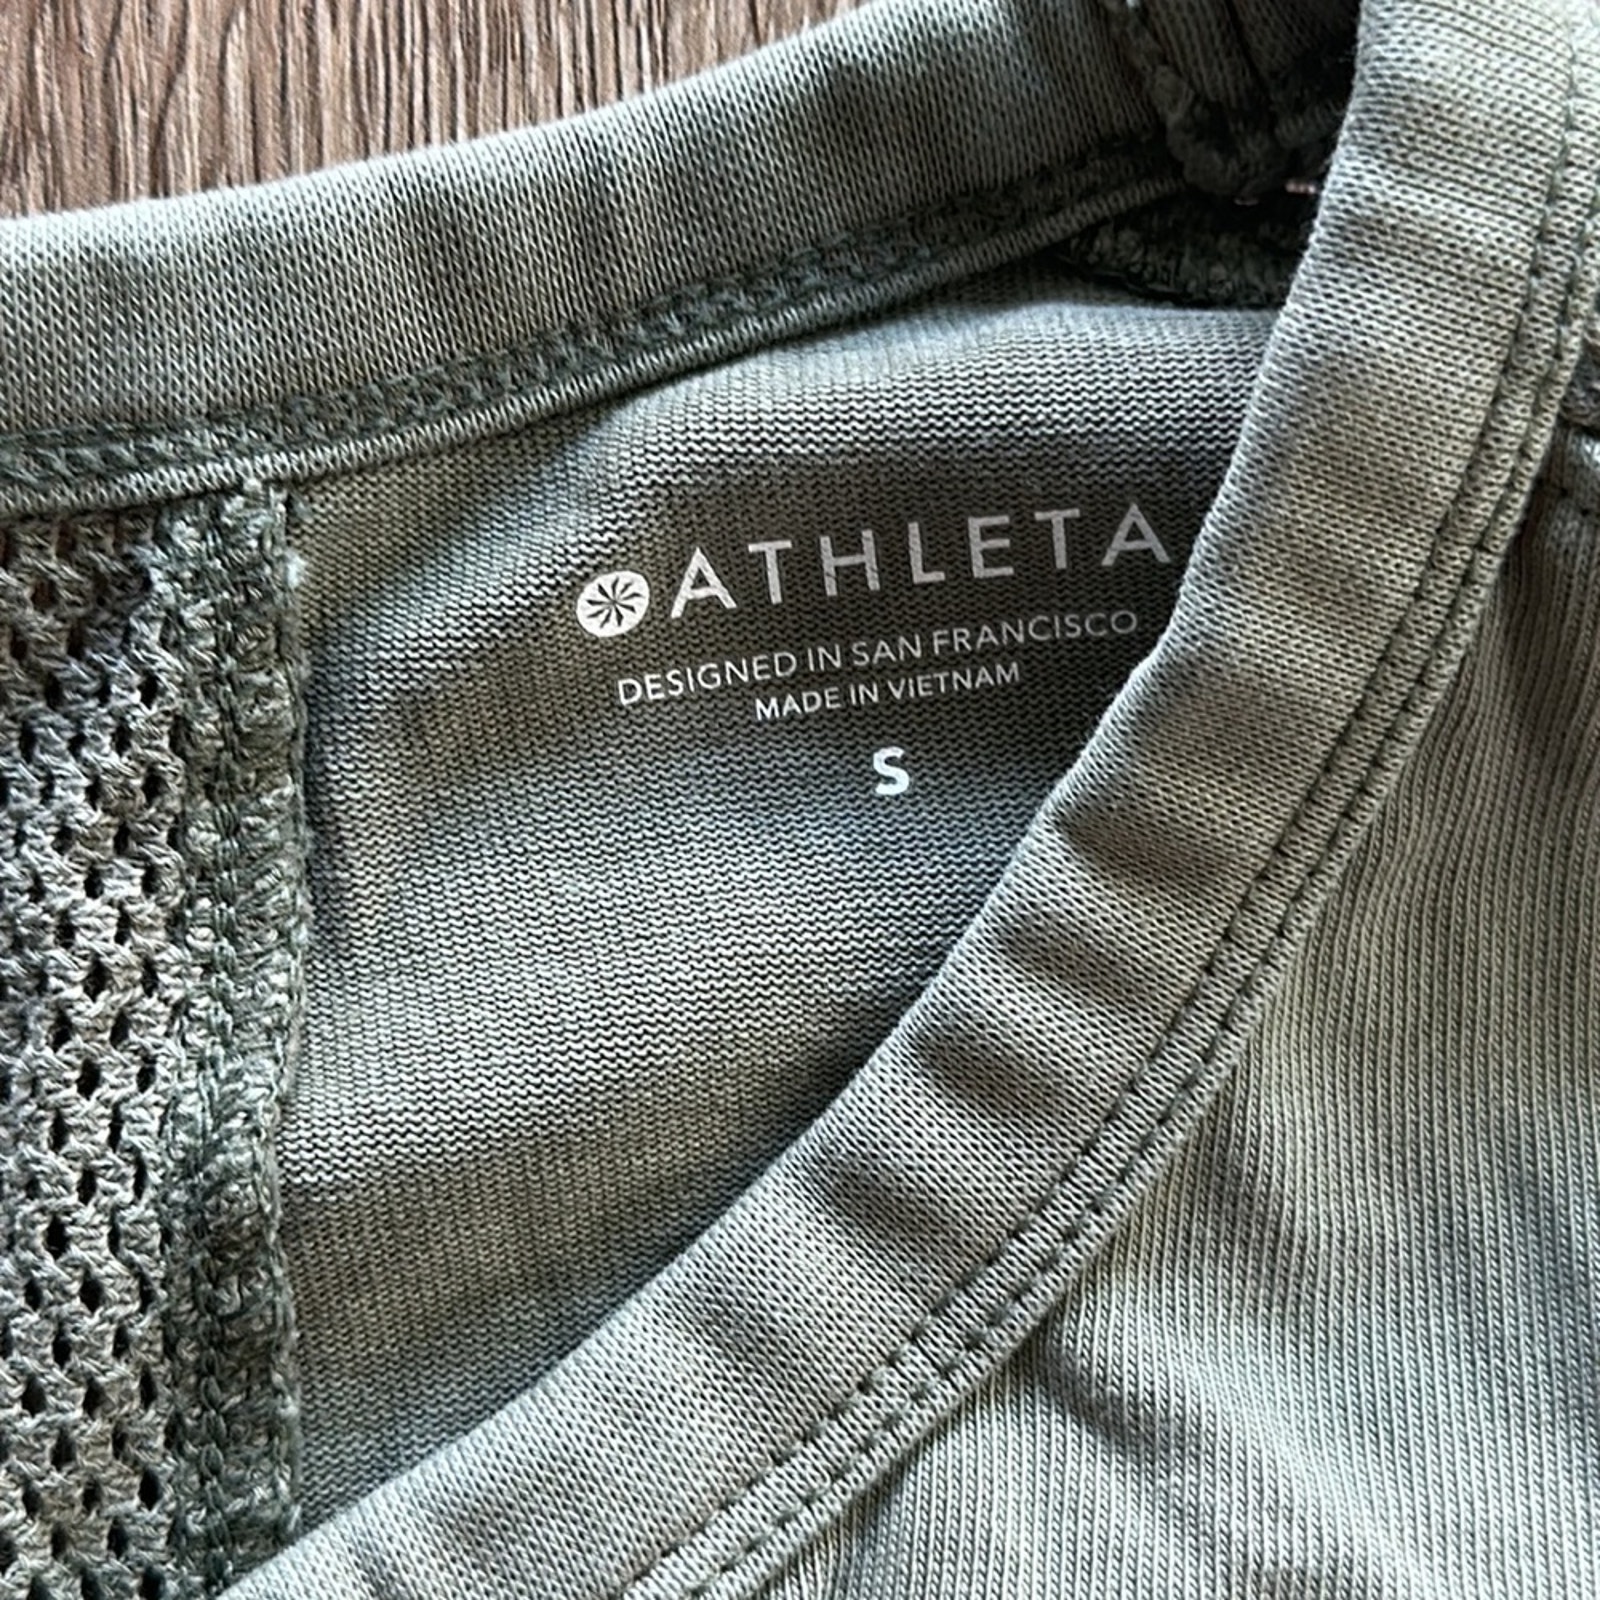 ATHLETA
DESIGNED IN SAN FRANCISCO
MADE IN VIETNAM
S